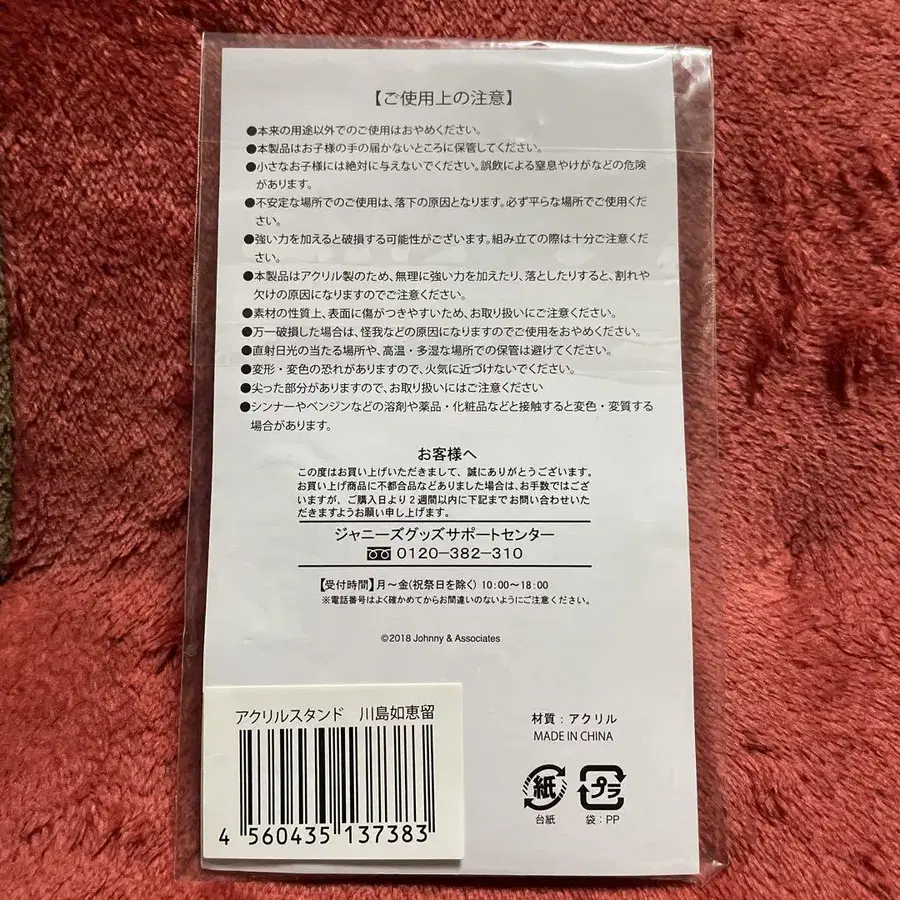 【ご使用上の注意】
●本来の用途以外でのご使用はおやめください。
●本製品はお子様の手の届かないところに保管してください。
●小さなお子様には絶対に与えないでください。誤飲による窒息やけがなどの危険
があります。
●不安定な場所でのご使用は、落下の原因となります。必ず平らな場所でご使用くだ
さい。
●強い力を加えると破損する可能性がございます。組み立ての際は十分ご注意くだ
さい。
●本製品はアクリル製のため、無理に強い力を加えたり、落としたりすると、割れや
欠けの原因になりますのでご注意ください。
●素材の性質上、表面に傷がつきやすいため、お取り扱いにご注意ください。
●万一破損した場合は、怪我などの原因になりますのでご使用をおやめください。
●直射日光の当たる場所や、高温・多湿な場所での保管は避けてください。
●変形・変色の恐れがありますので、火気に近づけないでください。
●尖った部分がありますので、お取り扱いにはご注意ください
●シンナーやベンジンなどの溶剤や薬品・化粧品などと接触すると変色・変質する
場合があります。
お客様へ
この度はお買い上げいただきまして、誠にありがとうございます。
お買い上げ商品に不都合品などありました場合は、お手数ではござ
いますが、ご購入日より2週間以内に下記までお問い合わせいた
だきますようお願い申し上げます。
ジャニーズグッズサポートセンター
0120-382-310
【受付時間】月〜金(祝祭日を除く) 10:00〜18:00
※電話番号はよく確かめてからお間違いのないようにご注意ください。
©2018 Johnny & Associates
アクリルスタンド 川島如恵留
4 560435 137383
材質：アクリル
MADE IN CHINA
紙
プラ
台紙
袋：PP